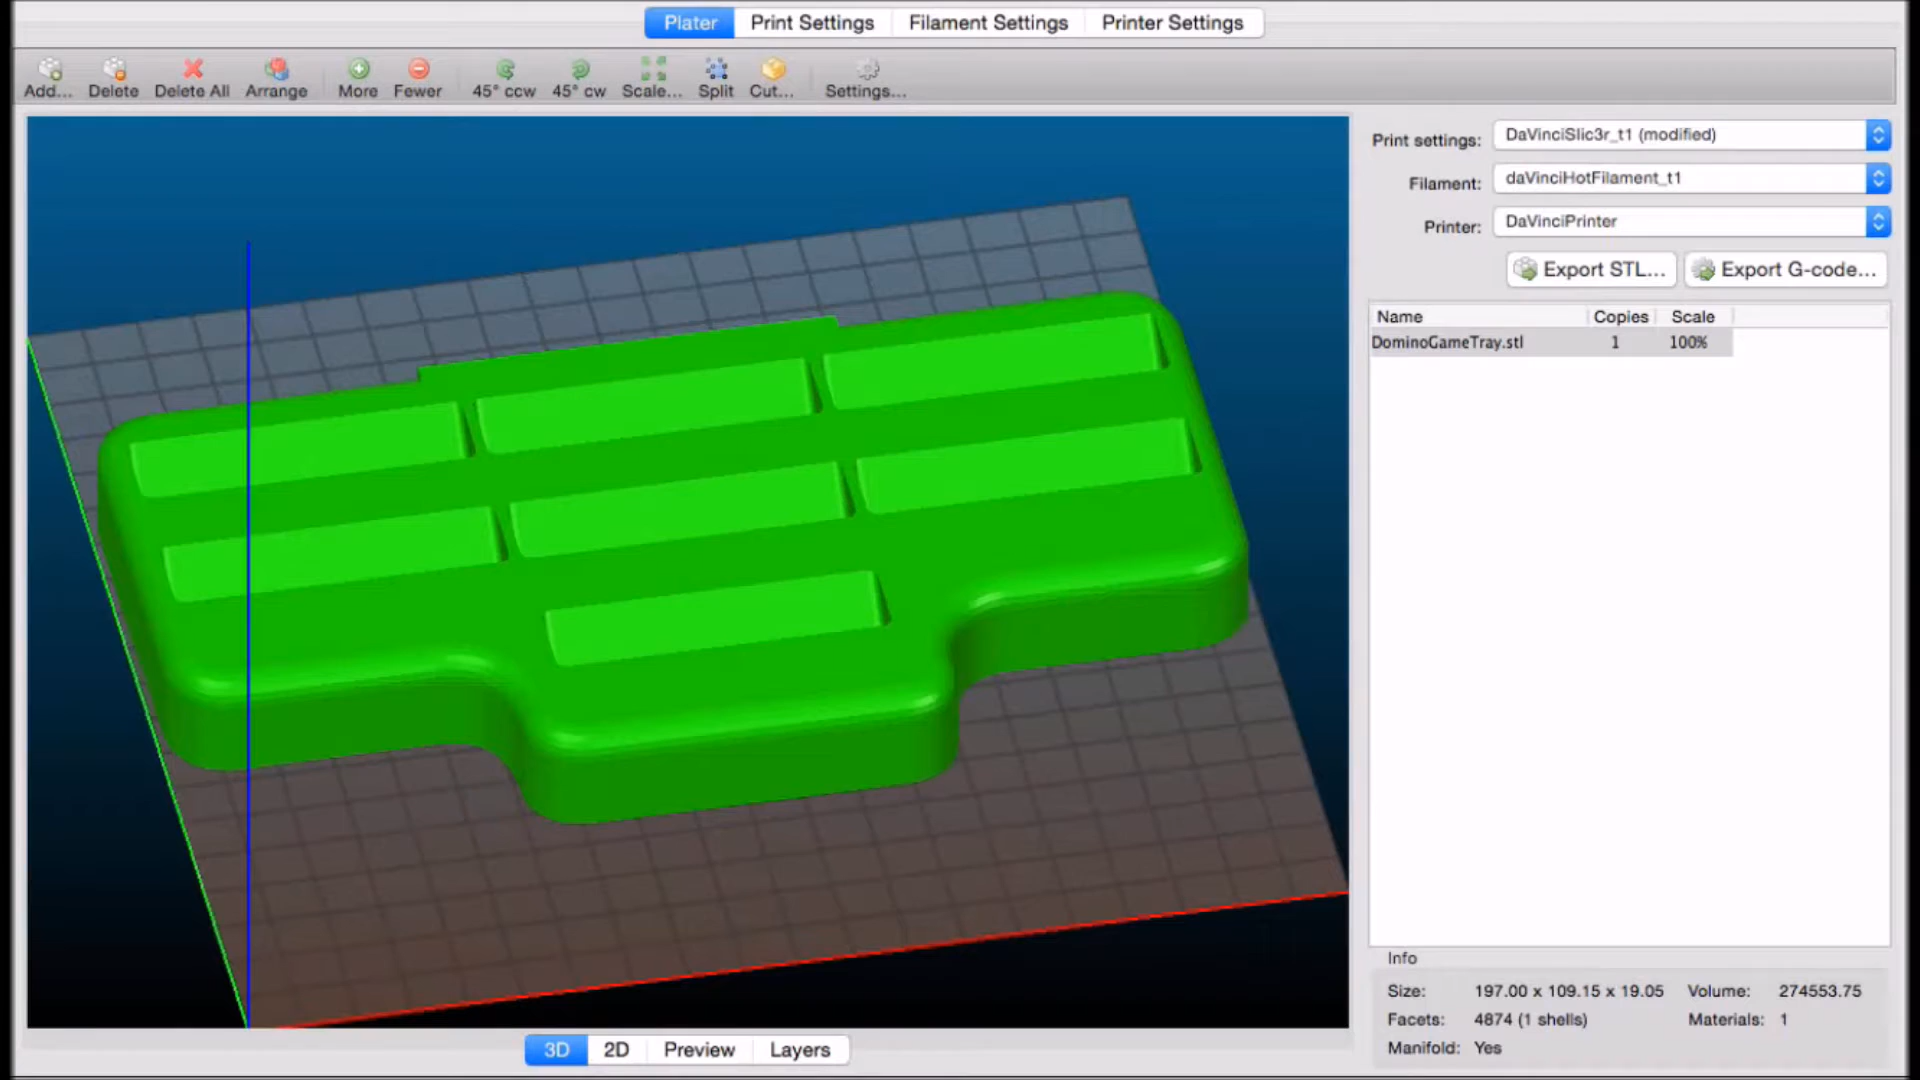 Plater Print Settings Filament Settings Printer Settings
Add... Delete Delete All Arrange More Fewer 45° ccw 45° cw Scale... Split Cut... Settings...
Print settings: DaVinciSlic3r_t1 (modified)
Filament: daVinciHotFilament_t1
Printer: DaVinciPrinter
Export STL... Export G-code...
Name Copies Scale
DominoGameTray.stl 1 100%
Info
Size: 197.00 x 109.15 x 19.05 Volume: 274553.75
Facets: 4874 (1 shells) Materials: 1
Manifold: Yes
3D 2D Preview Layers